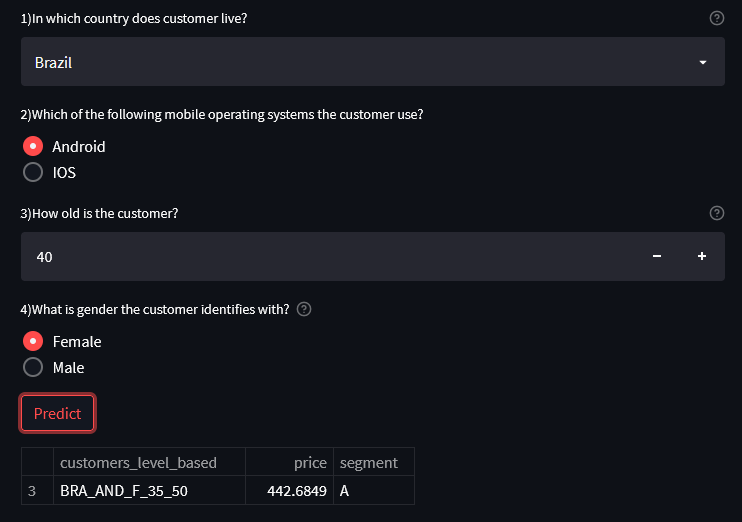 1)In which country does customer live?
Brazil
2)Which of the following mobile operating systems the customer use?
Android
IOS
3)How old is the customer?
40
4)What is gender the customer identifies with?
Female
Male
Predict
customers_level_based price segment
3 BRA_AND_F_35_50 442.6849 A